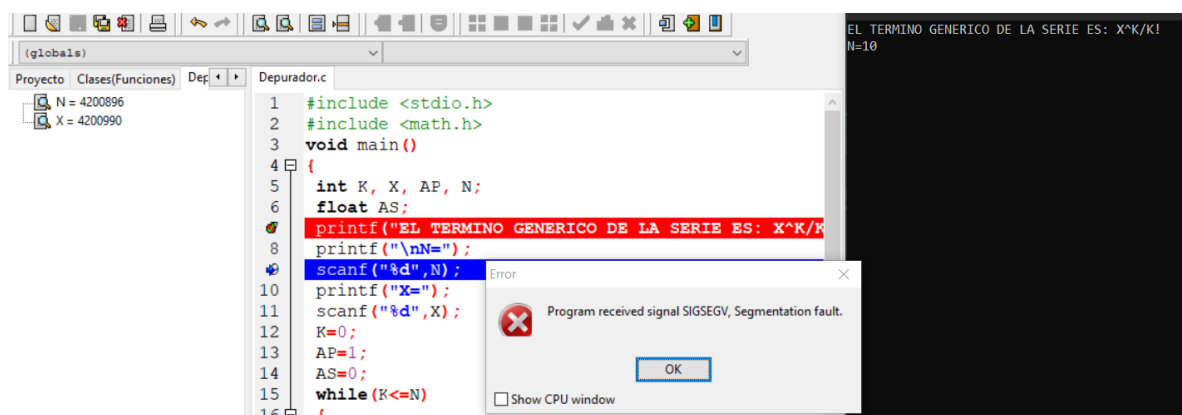 (globals)
Proyecto Clases(Funciones)
N = 4200896
X = 4200990
Depurador.c
1 #include <stdio.h>
2 #include <math.h>
3 void main()
4 {
5 int K, X, AP, N;
6 float AS;
printf("EL TERMINO GENERICO DE LA SERIE ES: X^K/K
8 printf("\nN=");
scanf("%d",N);
10 printf("X=");
11 scanf("%d",X);
12 K=0;
13 AP=1;
14 AS=0;
15 while(K<=N)
16 {
Error
Program received signal SIGSEGV, Segmentation fault.
OK
Show CPU window
EL TERMINO GENERICO DE LA SERIE ES: X^K/K!
N=10